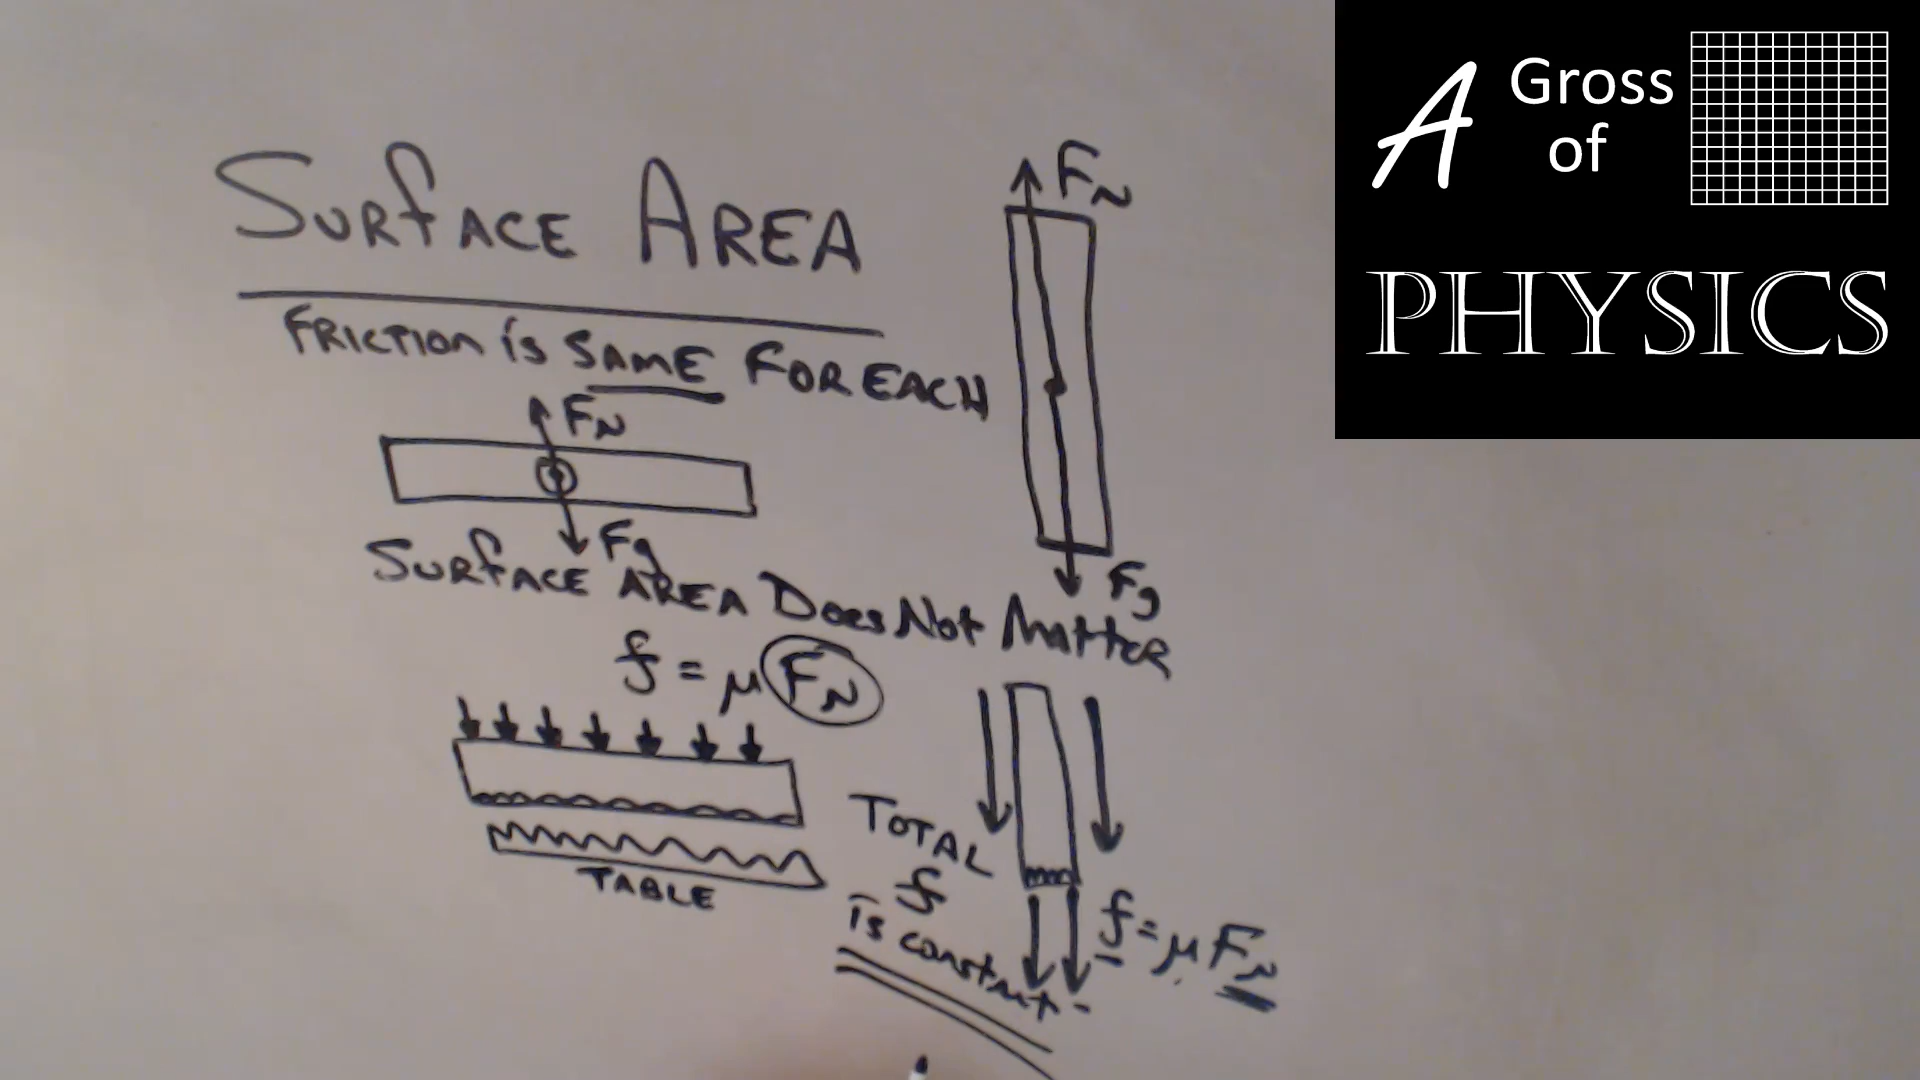 A Gross
of
PHYSICS
SURFACE AREA
FRICTION is SAME FOR EACH
FN
FN
Fg
Fg
SURFACE AREA Does Not Matter
f = μ FN
TABLE
TOTAL
f
is constant
f = μ FN